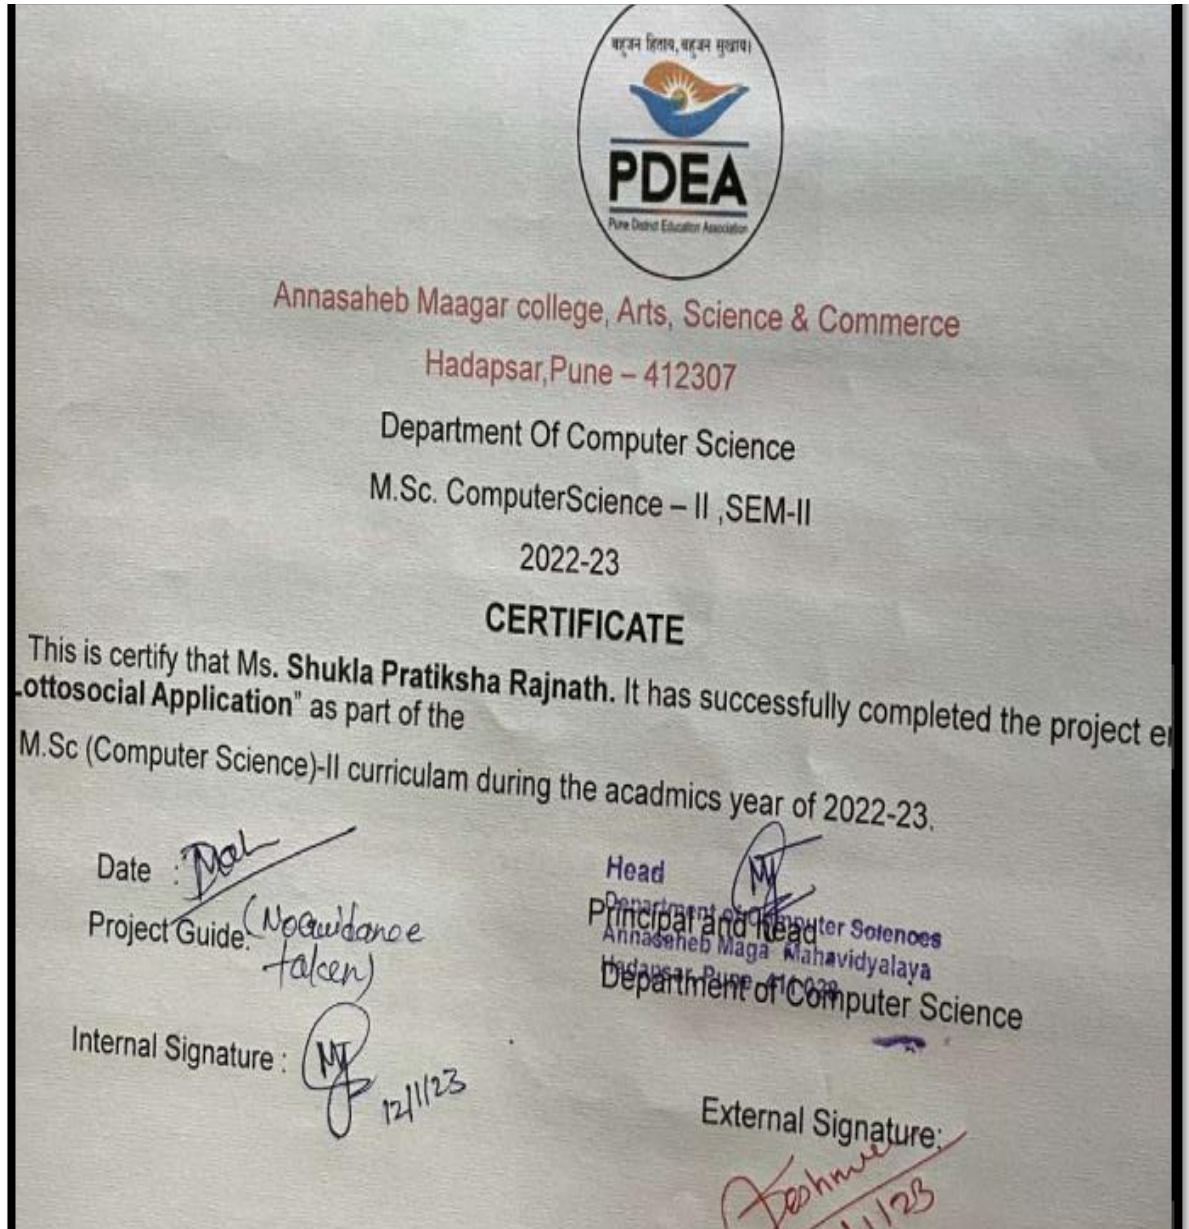 बहुजन हिताय, बहुजन सुखाय।
PDEA
Pune District Education Association
Annasaheb Maagar college, Arts, Science & Commerce
Hadapsar,Pune – 412307
Department Of Computer Science
M.Sc. ComputerScience – II ,SEM-II
2022-23
CERTIFICATE
This is certify that Ms. Shukla Pratiksha Rajnath. It has successfully completed the project
ottosocial Application" as part of the
M.Sc (Computer Science)-II curriculam during the acadmics year of 2022-23.
Date :
Project Guide. (No Guidance
taken)
Internal Signature :
12/1/23
Head
Department of Computer Sciences
Principal and head
Annasaheb Maga Mahavidyalaya
Hadapsar, Pune
Department of Computer Science
External Signature: